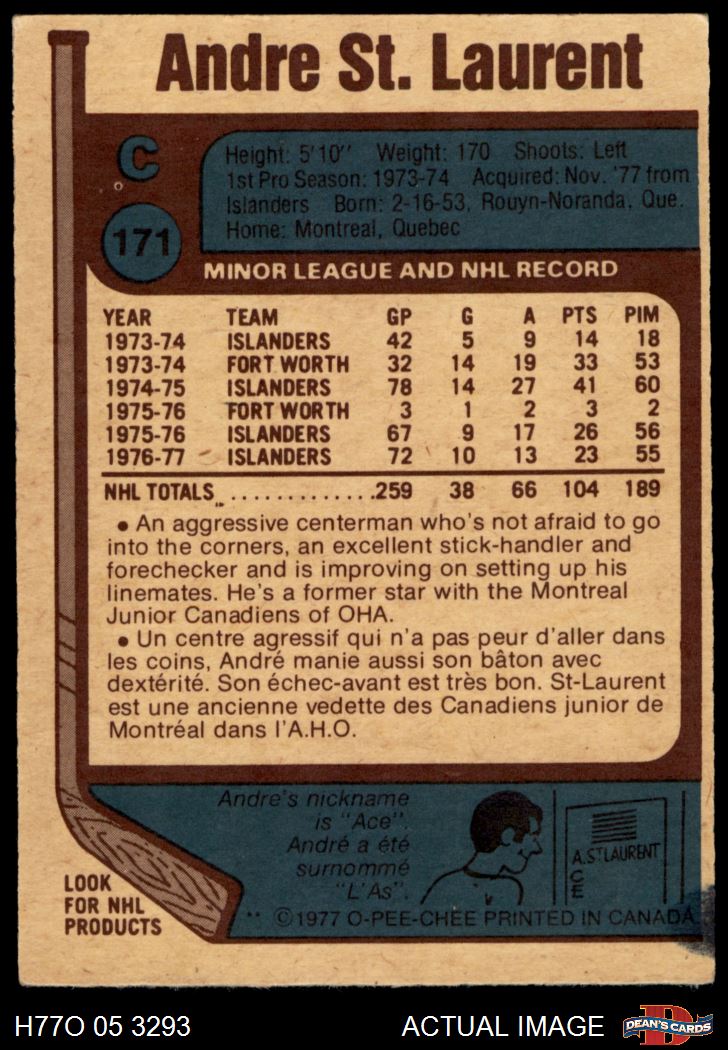 Andre St. Laurent
C
171
Height: 5'10" Weight: 170 Shoots: Left
1st Pro Season: 1973-74 Acquired: Nov. '77 from
Islanders Born: 2-16-53, Rouyn-Noranda, Que.
Home: Montreal, Quebec
MINOR LEAGUE AND NHL RECORD
YEAR TEAM GP G A PTS PIM
1973-74 ISLANDERS 42 5 9 14 18
1973-74 FORT WORTH 32 14 19 33 53
1974-75 ISLANDERS 78 14 27 41 60
1975-76 FORT WORTH 3 1 2 3 2
1975-76 ISLANDERS 67 9 17 26 56
1976-77 ISLANDERS 72 10 13 23 55
NHL TOTALS..............259 38 66 104 189
• An aggressive centerman who's not afraid to go
into the corners, an excellent stick-handler and
forechecker and is improving on setting up his
linemates. He's a former star with the Montreal
Junior Canadiens of OHA.
• Un centre agressif qui n'a pas peur d'aller dans
les coins, André manie aussi son bâton avec
dextérité. Son échec-avant est très bon. St-Laurent
est une ancienne vedette des Canadiens junior de
Montréal dans l'A.H.O.
Andre's nickname
is "Ace".
André a été
surnommé
"L'As".
A.ST LAURENT
C
E
LOOK
FOR NHL
PRODUCTS
** ©1977 O-PEE-CHEE PRINTED IN CANADA
H77O 05 3293
ACTUAL IMAGE
D
DEAN'S CARDS